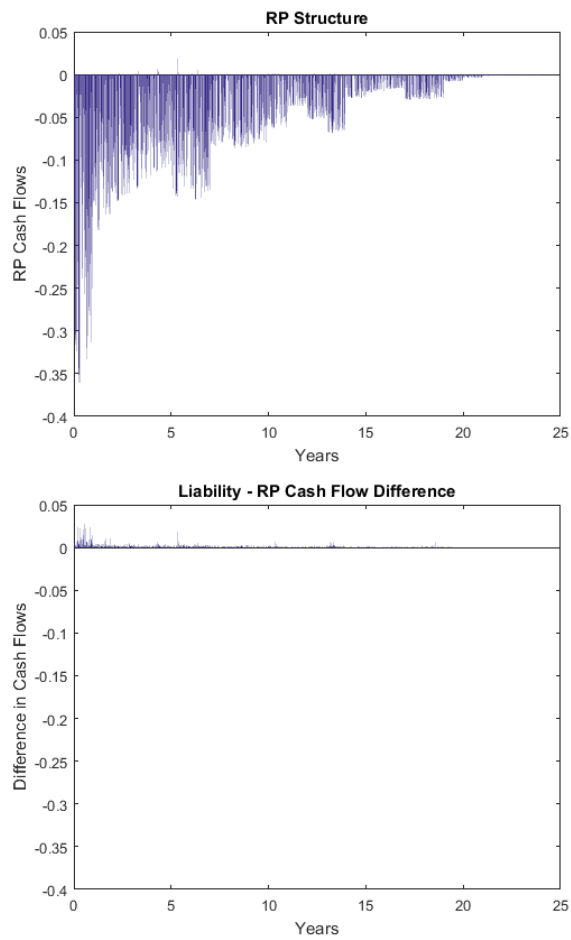 RP Structure
0.05
0
-0.05
-0.1
-0.15
-0.2
-0.25
-0.3
-0.35
-0.4
RP Cash Flows
0 5 10 15 20 25
Years
Liability - RP Cash Flow Difference
0.05
0
-0.05
-0.1
-0.15
-0.2
-0.25
-0.3
-0.35
-0.4
Difference in Cash Flows
0 5 10 15 20 25
Years